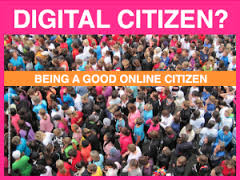 DIGITAL CITIZEN?
BEING A GOOD ONLINE CITIZEN